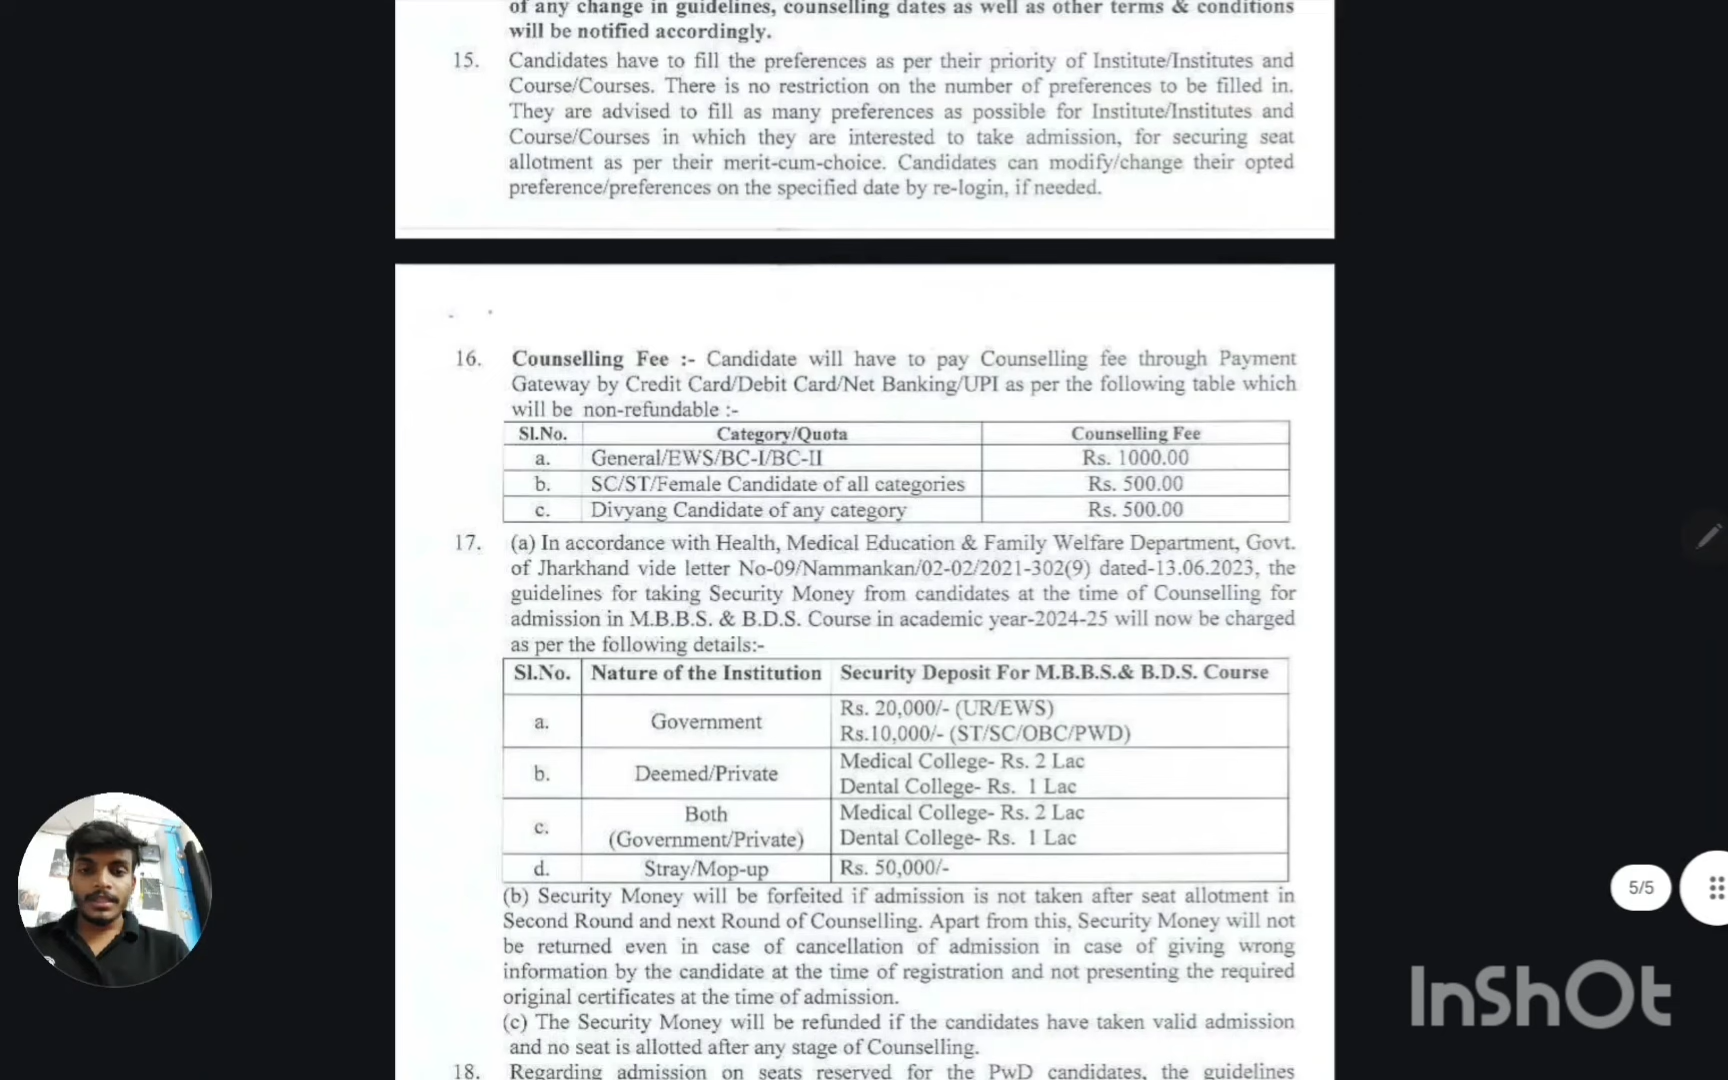 of any change in guidelines, counselling dates as well as other terms & conditions
will be notified accordingly.
15. Candidates have to fill the preferences as per their priority of Institute/Institutes and
Course/Courses. There is no restriction on the number of preferences to be filled in.
They are advised to fill as many preferences as possible for Institute/Institutes and
Course/Courses in which they are interested to take admission, for securing seat
allotment as per their merit-cum-choice. Candidates can modify/change their opted
preference/preferences on the specified date by re-login, if needed.
16. Counselling Fee :- Candidate will have to pay Counselling fee through Payment
Gateway by Credit Card/Debit Card/Net Banking/UPI as per the following table which
will be non-refundable :-
Sl.No. Category/Quota Counselling Fee
a. General/EWS/BC-I/BC-II Rs. 1000.00
b. SC/ST/Female Candidate of all categories Rs. 500.00
c. Divyang Candidate of any category Rs. 500.00
17. (a) In accordance with Health, Medical Education & Family Welfare Department, Govt.
of Jharkhand vide letter No-09/Nammankan/02-02/2021-302(9) dated-13.06.2023, the
guidelines for taking Security Money from candidates at the time of Counselling for
admission in M.B.B.S. & B.D.S. Course in academic year-2024-25 will now be charged
as per the following details:-
Sl.No. Nature of the Institution Security Deposit For M.B.B.S.& B.D.S. Course
a. Government Rs. 20,000/- (UR/EWS)
Rs.10,000/- (ST/SC/OBC/PWD)
b. Deemed/Private Medical College- Rs. 2 Lac
Dental College- Rs. 1 Lac
c. Both (Government/Private) Medical College- Rs. 2 Lac
Dental College- Rs. 1 Lac
d. Stray/Mop-up Rs. 50,000/-
(b) Security Money will be forfeited if admission is not taken after seat allotment in
Second Round and next Round of Counselling. Apart from this, Security Money will not
be returned even in case of cancellation of admission in case of giving wrong
information by the candidate at the time of registration and not presenting the required
original certificates at the time of admission.
(c) The Security Money will be refunded if the candidates have taken valid admission
and no seat is allotted after any stage of Counselling.
18. Regarding admission on seats reserved for the PwD candidates, the guidelines
5/5
InShOt